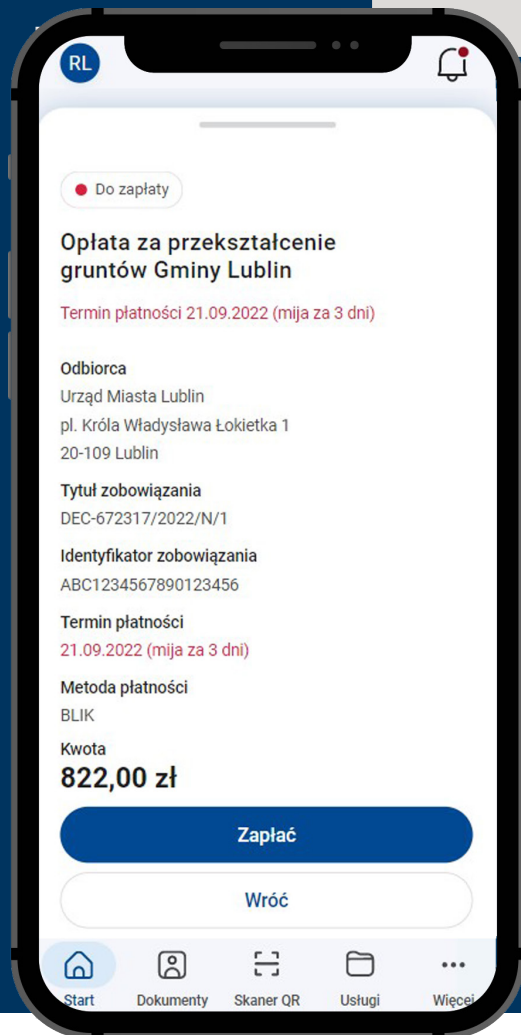 RL
Do zapłaty
Opłata za przekształcenie
gruntów Gminy Lublin
Termin płatności 21.09.2022 (mija za 3 dni)
Odbiorca
Urząd Miasta Lublin
pl. Króla Władysława Łokietka 1
20-109 Lublin
Tytuł zobowiązania
DEC-672317/2022/N/1
Identyfikator zobowiązania
ABC1234567890123456
Termin płatności
21.09.2022 (mija za 3 dni)
Metoda płatności
BLIK
Kwota
822,00 zł
Zapłać
Wróć
Start Dokumenty Skaner QR Usługi Więcej